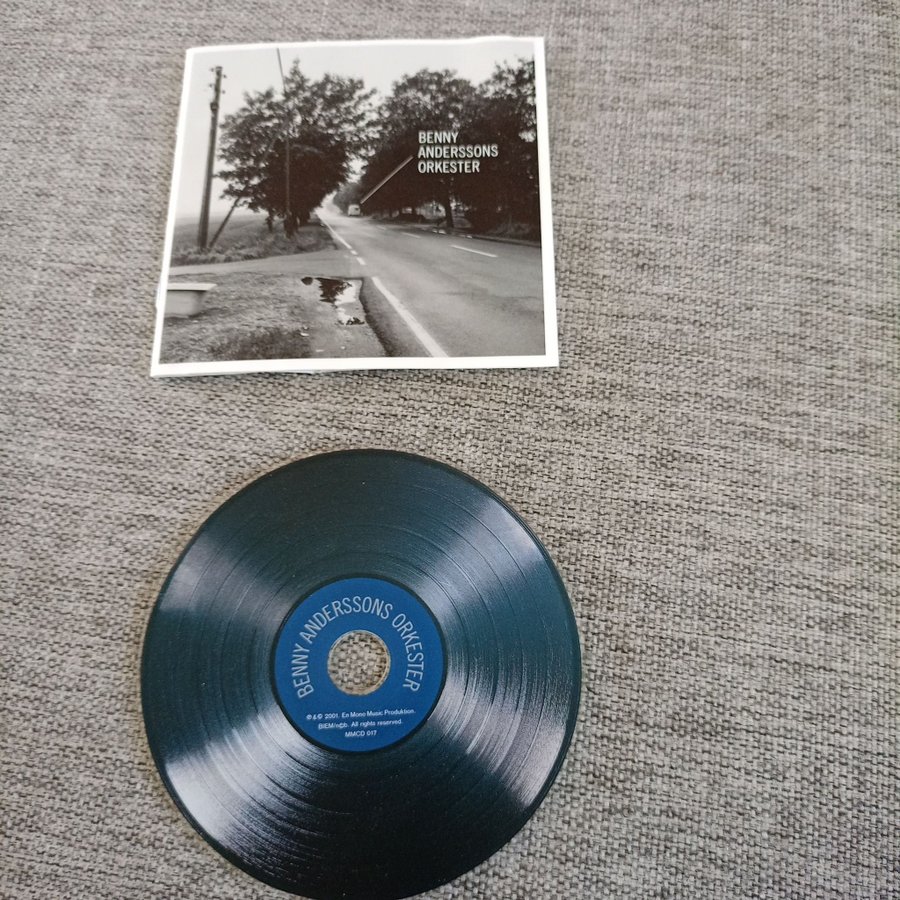 BENNY
ANDERSSONS
ORKESTER
BENNY ANDERSSONS ORKESTER
℗ & © 2001. En Mono Music Produktion.
BIEM/n©b. All rights reserved.
MMCD 017